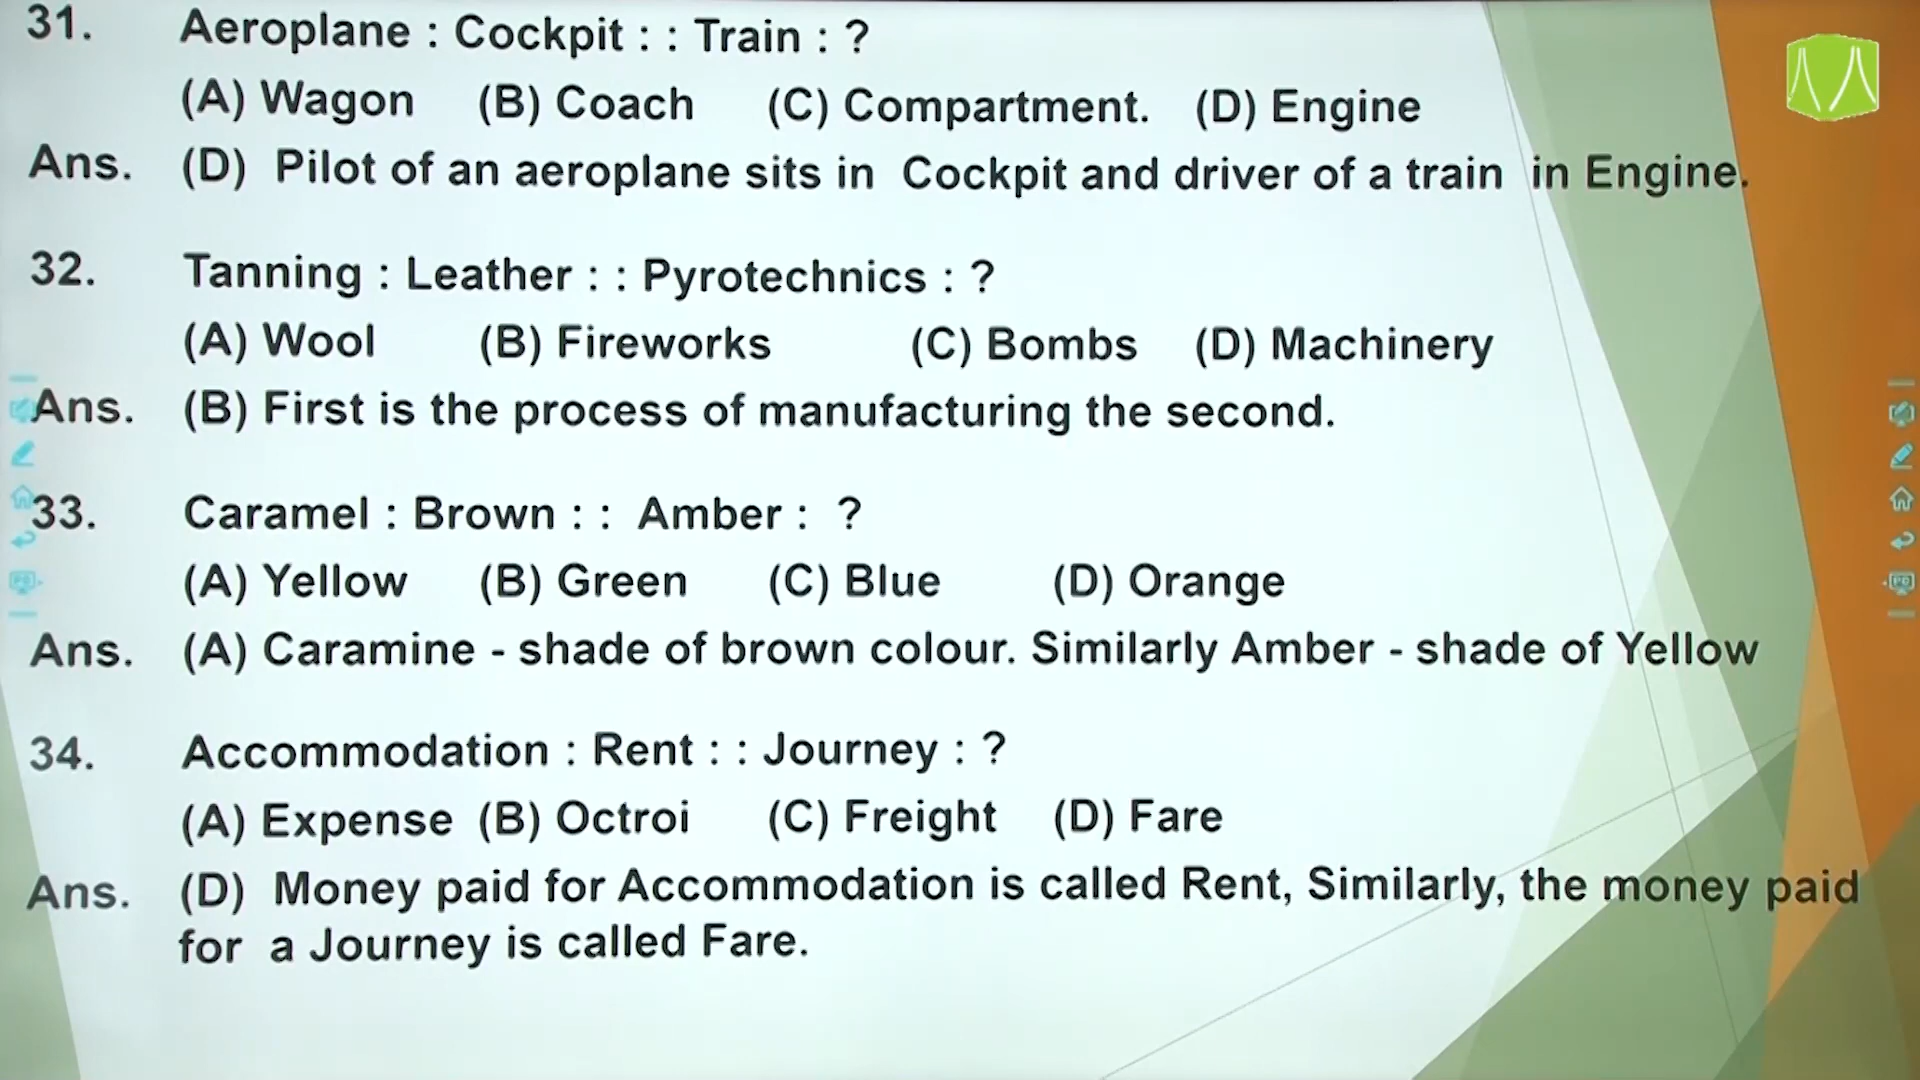 31. Aeroplane : Cockpit : : Train : ?
(A) Wagon (B) Coach (C) Compartment. (D) Engine
Ans. (D) Pilot of an aeroplane sits in Cockpit and driver of a train in Engine.
32. Tanning : Leather : : Pyrotechnics : ?
(A) Wool (B) Fireworks (C) Bombs (D) Machinery
Ans. (B) First is the process of manufacturing the second.
33. Caramel : Brown : : Amber : ?
(A) Yellow (B) Green (C) Blue (D) Orange
Ans. (A) Caramine - shade of brown colour. Similarly Amber - shade of Yellow
34. Accommodation : Rent : : Journey : ?
(A) Expense (B) Octroi (C) Freight (D) Fare
Ans. (D) Money paid for Accommodation is called Rent, Similarly, the money paid
for a Journey is called Fare.